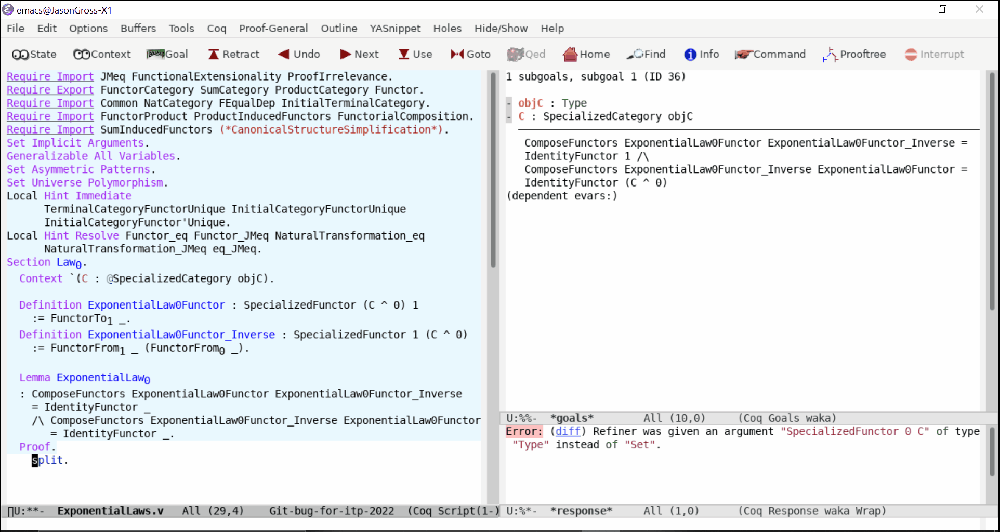 emacs@JasonGross-X1
File Edit Options Buffers Tools Coq Proof-General Outline YASnippet Holes Hide/Show Help
State Context Goal Retract Undo Next Use Goto Qed Home Find Info Command Prooftree Interrupt
Require Import JMeq FunctionalExtensionality ProofIrrelevance.
Require Export FunctorCategory SumCategory ProductCategory Functor.
Require Import Common NatCategory FEqualDep InitialTerminalCategory.
Require Import FunctorProduct ProductInducedFunctors FunctorialComposition.
Require Import SumInducedFunctors (*CanonicalStructureSimplification*).
Set Implicit Arguments.
Generalizable All Variables.
Set Asymmetric Patterns.
Set Universe Polymorphism.
Local Hint Immediate
TerminalCategoryFunctorUnique InitialCategoryFunctorUnique
InitialCategoryFunctor'Unique.
Local Hint Resolve Functor_eq Functor_JMeq NaturalTransformation_eq
NaturalTransformation_JMeq eq_JMeq.
Section Law₀.
Context `(C : @SpecializedCategory objC).
Definition ExponentialLaw0Functor : SpecializedFunctor (C ^ 0) 1
:= FunctorTo₁ _.
Definition ExponentialLaw0Functor_Inverse : SpecializedFunctor 1 (C ^ 0)
:= FunctorFrom₁ _ (FunctorFrom₀ _).
Lemma ExponentialLaw₀
: ComposeFunctors ExponentialLaw0Functor ExponentialLaw0Functor_Inverse
= IdentityFunctor _
/\ ComposeFunctors ExponentialLaw0Functor_Inverse ExponentialLaw0Functor
= IdentityFunctor _.
Proof.
split.
U:**- ExponentialLaws.v All (29,4) Git-bug-for-itp-2022 (Coq Script(1-)
1 subgoals, subgoal 1 (ID 36)
- objC : Type
- C : SpecializedCategory objC
ComposeFunctors ExponentialLaw0Functor ExponentialLaw0Functor_Inverse =
IdentityFunctor 1 /\
ComposeFunctors ExponentialLaw0Functor_Inverse ExponentialLaw0Functor =
IdentityFunctor (C ^ 0)
(dependent evars:)
U:%%- *goals* All (10,0) (Coq Goals waka)
Error: (diff) Refiner was given an argument "SpecializedFunctor 0 C" of type
"Type" instead of "Set".
U:%*- *response* All (1,0) (Coq Response waka Wrap)